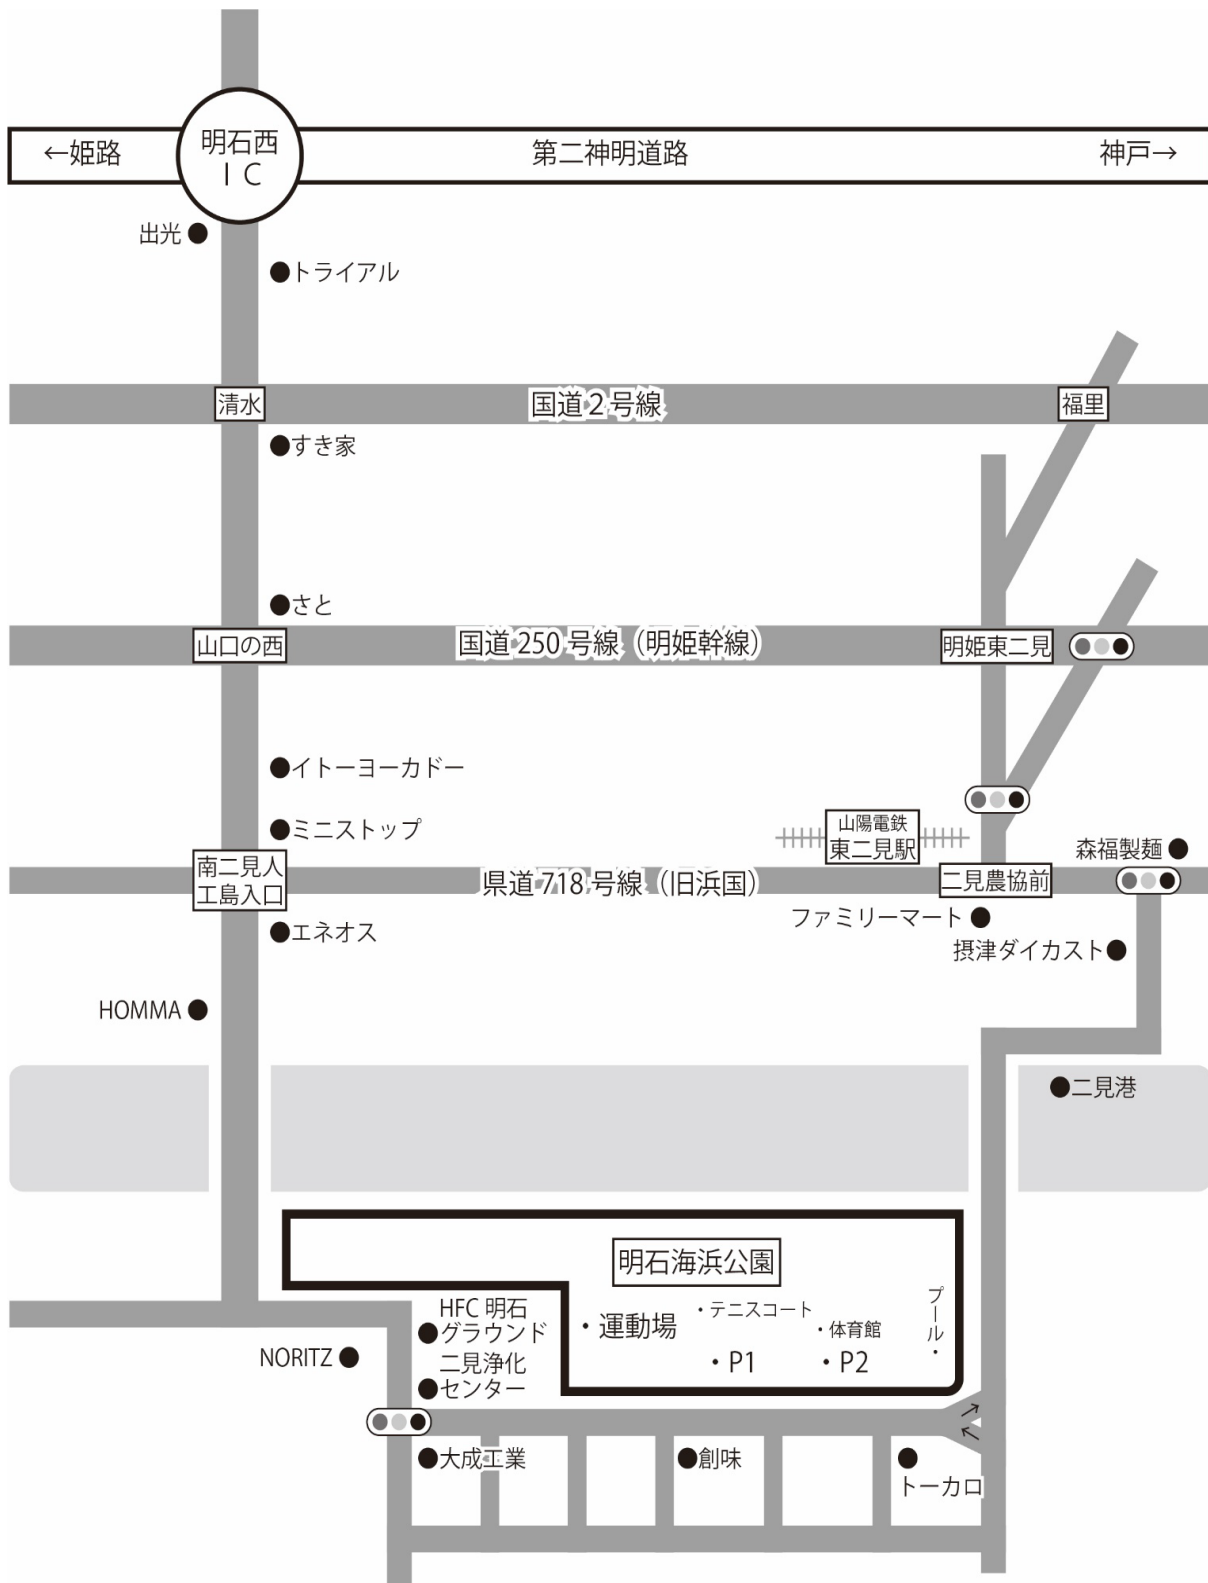 ←姫路
明石西
IC
第二神明道路
神戸→
出光
トライアル
清水
国道2号線
福里
すき家
さと
山口の西
国道250号線（明姫幹線）
明姫東二見
イトーヨーカドー
ミニストップ
山陽電鉄
東二見駅
森福製麺
南二見人
工島入口
県道718号線（旧浜国）
二見農協前
エネオス
ファミリーマート
摂津ダイカスト
HOMMA
二見港
明石海浜公園
HFC 明石
グラウンド
・運動場
・テニスコート
・体育館
プール・
NORITZ
二見浄化
センター
・P1
・P2
→
←
大成工業
創味
トーカロ